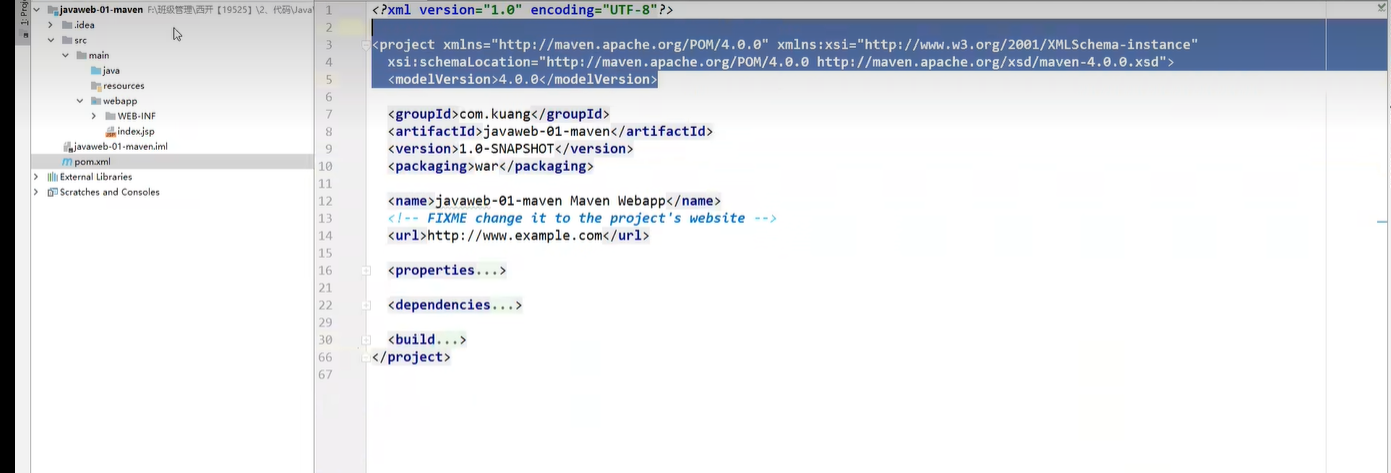 1: Proj
javaweb-01-maven F:\班级管理\西开【19525】\2、代码\Java
.idea
src
main
java
resources
webapp
WEB-INF
index.jsp
javaweb-01-maven.iml
pom.xml
External Libraries
Scratches and Consoles
1 <?xml version="1.0" encoding="UTF-8"?>
2
3 <project xmlns="http://maven.apache.org/POM/4.0.0" xmlns:xsi="http://www.w3.org/2001/XMLSchema-instance"
4 xsi:schemaLocation="http://maven.apache.org/POM/4.0.0 http://maven.apache.org/xsd/maven-4.0.0.xsd">
5 <modelVersion>4.0.0</modelVersion>
6
7 <groupId>com.kuang</groupId>
8 <artifactId>javaweb-01-maven</artifactId>
9 <version>1.0-SNAPSHOT</version>
10 <packaging>war</packaging>
11
12 <name>javaweb-01-maven Maven Webapp</name>
13 <!-- FIXME change it to the project's website -->
14 <url>http://www.example.com</url>
15
16 <properties...>
21
22 <dependencies...>
29
30 <build...>
66 </project>
67